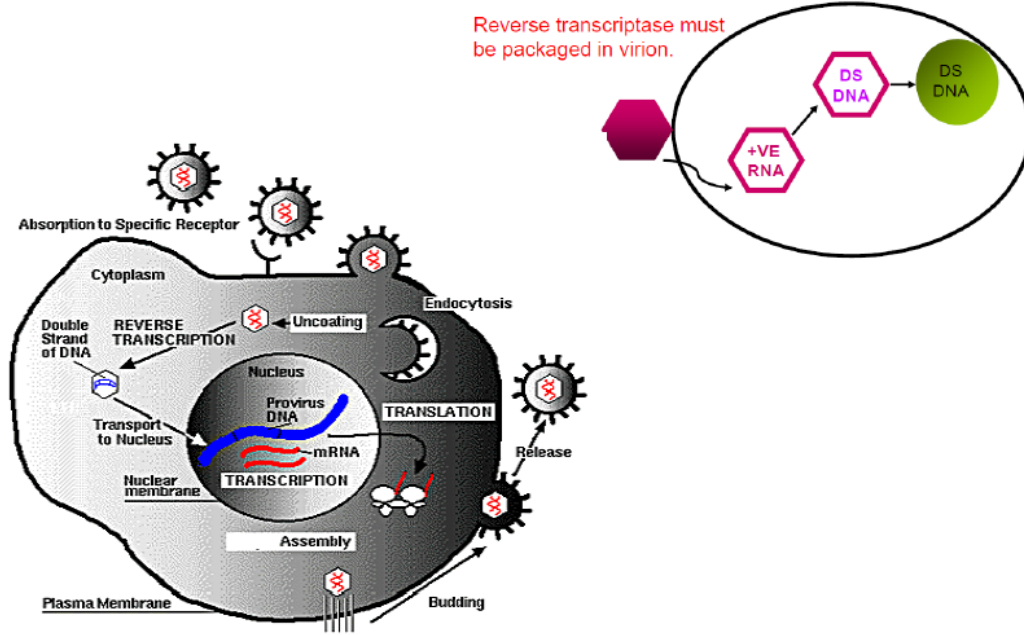 Reverse transcriptase must
be packaged in virion.
DS
DNA
DS
DNA
+VE
RNA
Absorption to Specific Receptor
Cytoplasm
Endocytosis
Double
Strand
of DNA
REVERSE
TRANSCRIPTION
Uncoating
Nucleus
Provirus
DNA
TRANSLATION
Transport
to Nucleus
mRNA
Release
Nuclear
membrane
TRANSCRIPTION
Assembly
Plasma Membrane
Budding